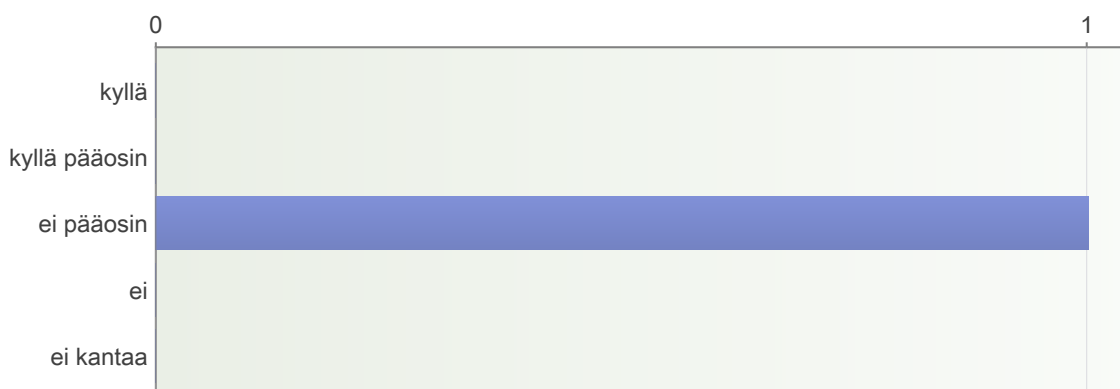 0 1
kyllä
kyllä pääosin
ei pääosin
ei
ei kantaa